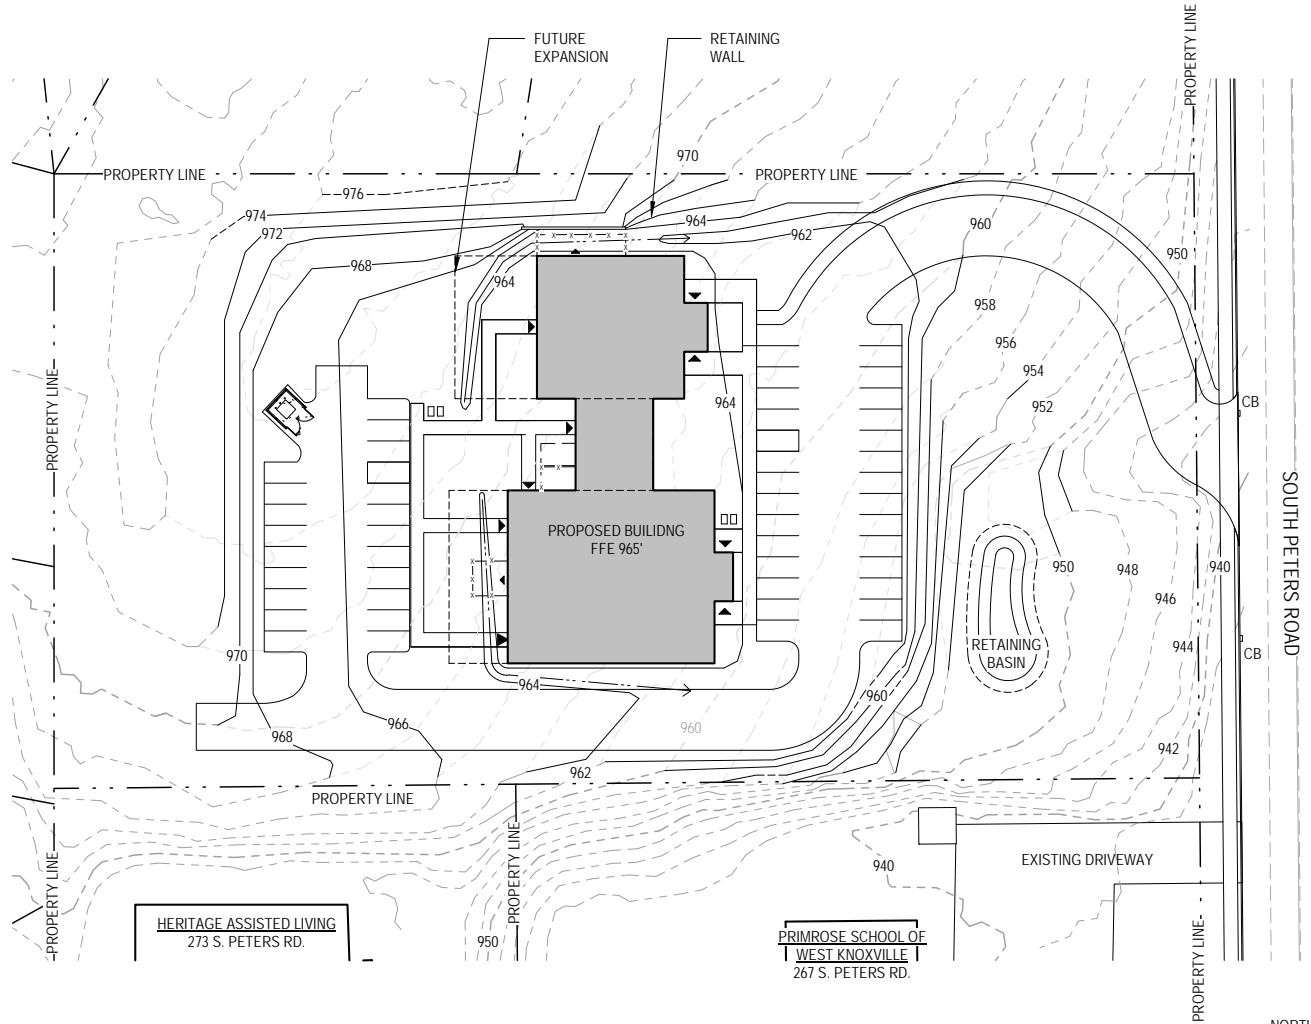 PROPERTY LINE
FUTURE
EXPANSION
RETAINING
WALL
970
PROPERTY LINE
PROPERTY LINE
976
974
972
964
962
960
950
968
964
958
956
954
952
964
CB
PROPERTY LINE
SOUTH PETERS ROAD
PROPOSED BUILIDNG
FFE 965'
950
948
940
946
944
CB
RETAINING
BASIN
970
964
960
966
968
960
942
962
PROPERTY LINE
PROPERTY LINE
PROPERTY LINE
940
EXISTING DRIVEWAY
HERITAGE ASSISTED LIVING
273 S. PETERS RD.
950
PRIMROSE SCHOOL OF
WEST KNOXVILLE
267 S. PETERS RD.
PROPERTY LINE